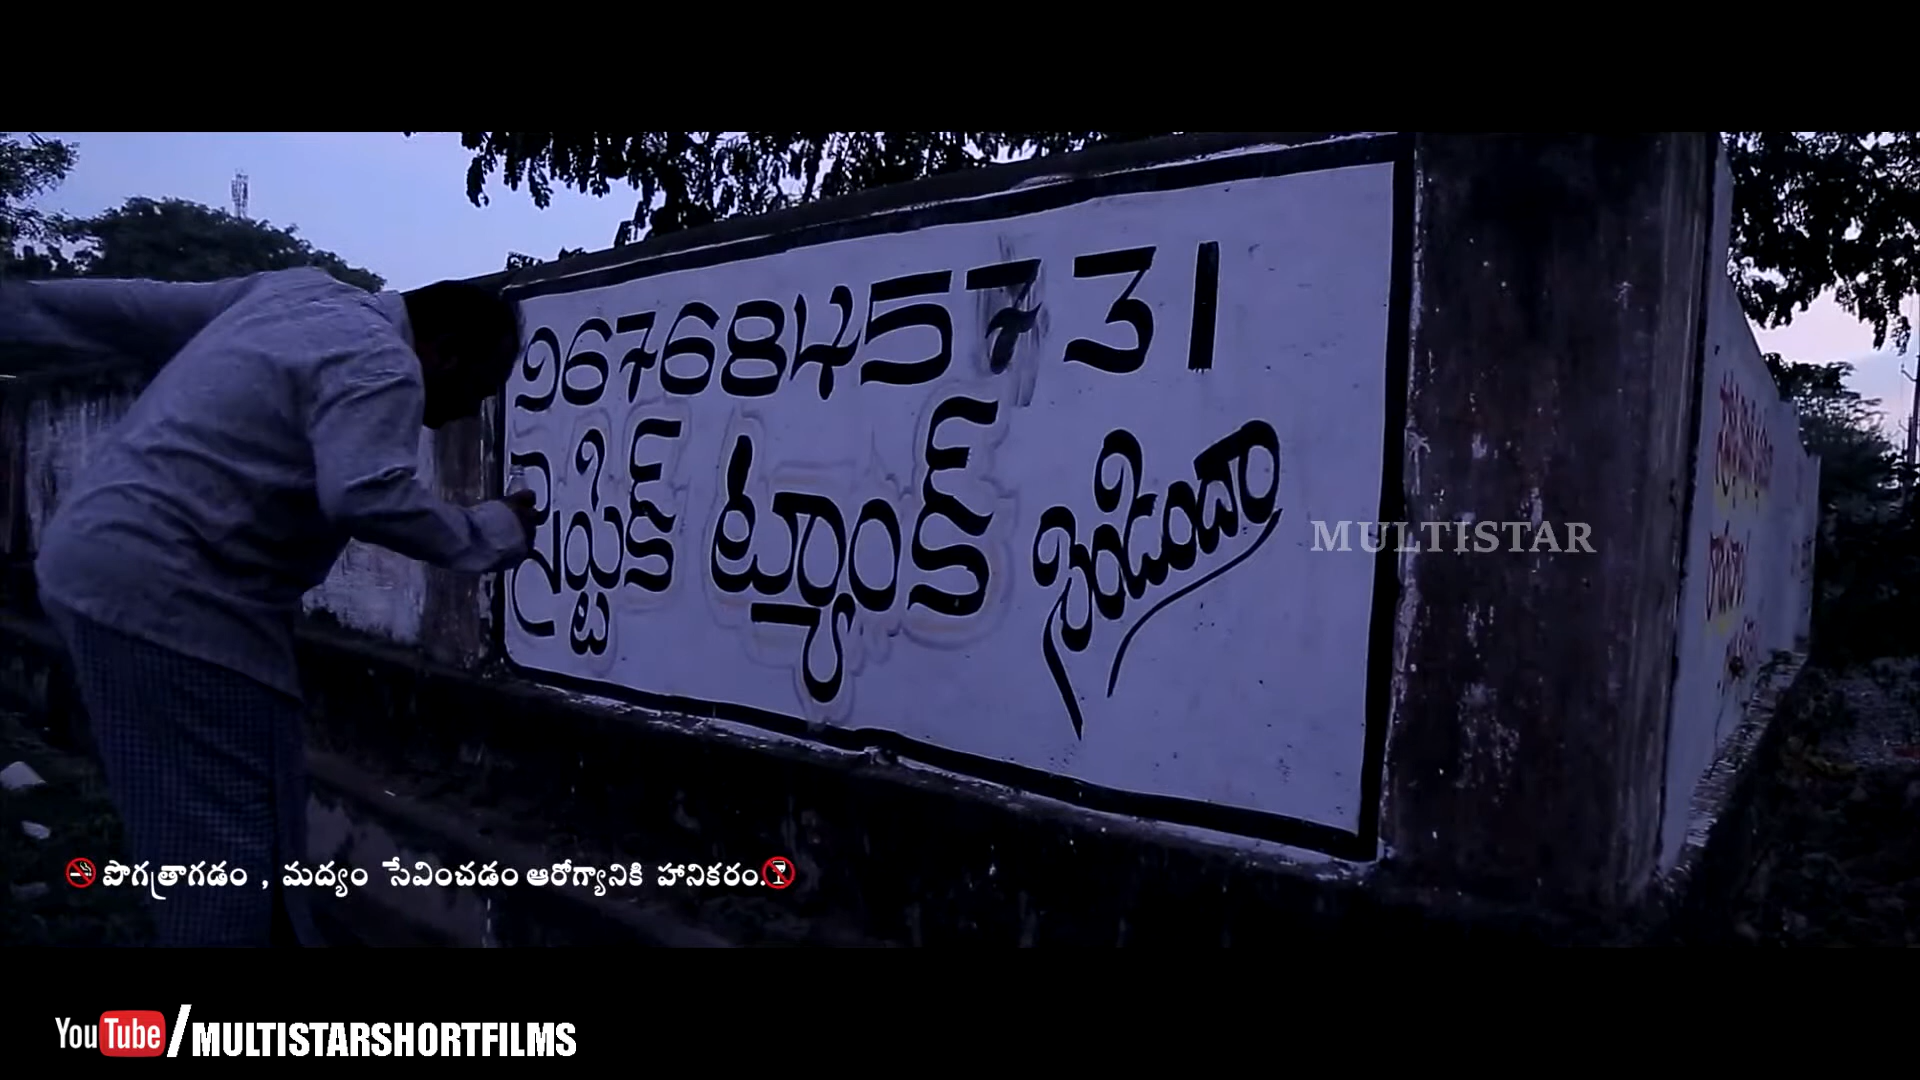 9676845731
సెప్టిక్ ట్యాంక్ నిండిందా
MULTISTAR
పొగత్రాగడం , మద్యం సేవించడం ఆరోగ్యానికి హానికరం.
YouTube/MULTISTARSHORTFILMS